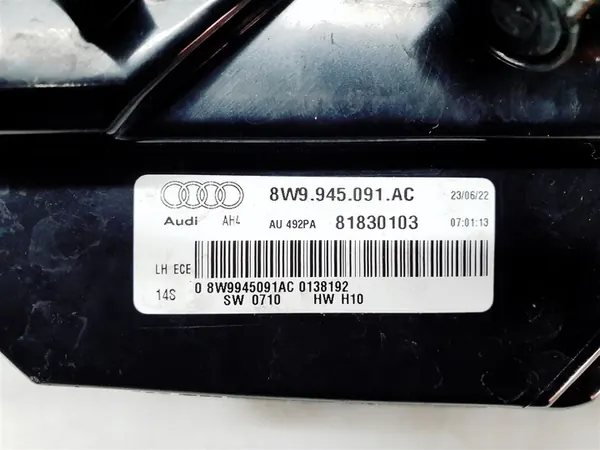 8W9.945.091.AC 23/06/22
Audi AH4 AU 492PA 81830103 07:01:13
LH ECE
14S 0 8W9945091AC 0138192
SW 0710 HW H10